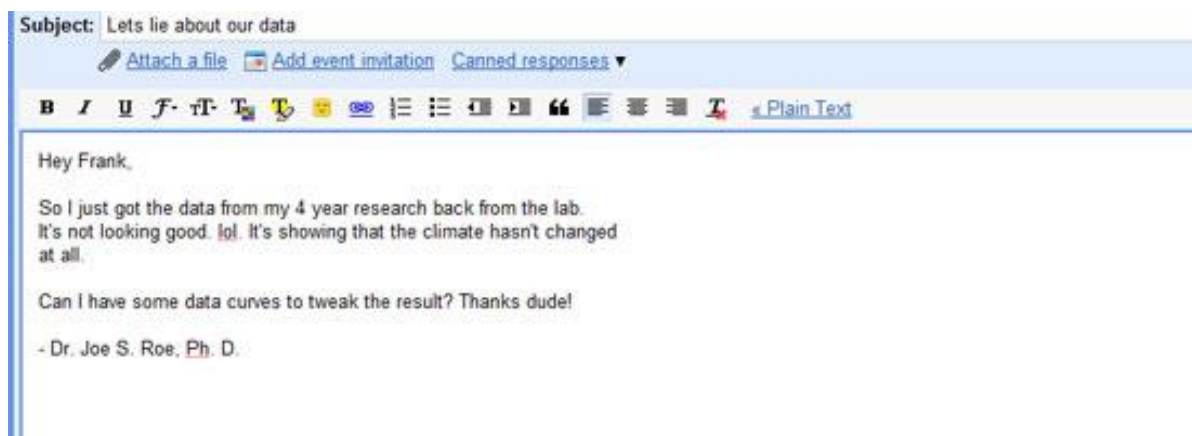 Subject: Lets lie about our data
Attach a file Add event invitation Canned responses ▼
B I U F- TT- T T « Plain Text
Hey Frank,
So I just got the data from my 4 year research back from the lab.
It's not looking good. lol. It's showing that the climate hasn't changed
at all.
Can I have some data curves to tweak the result? Thanks dude!
- Dr. Joe S. Roe, Ph. D.